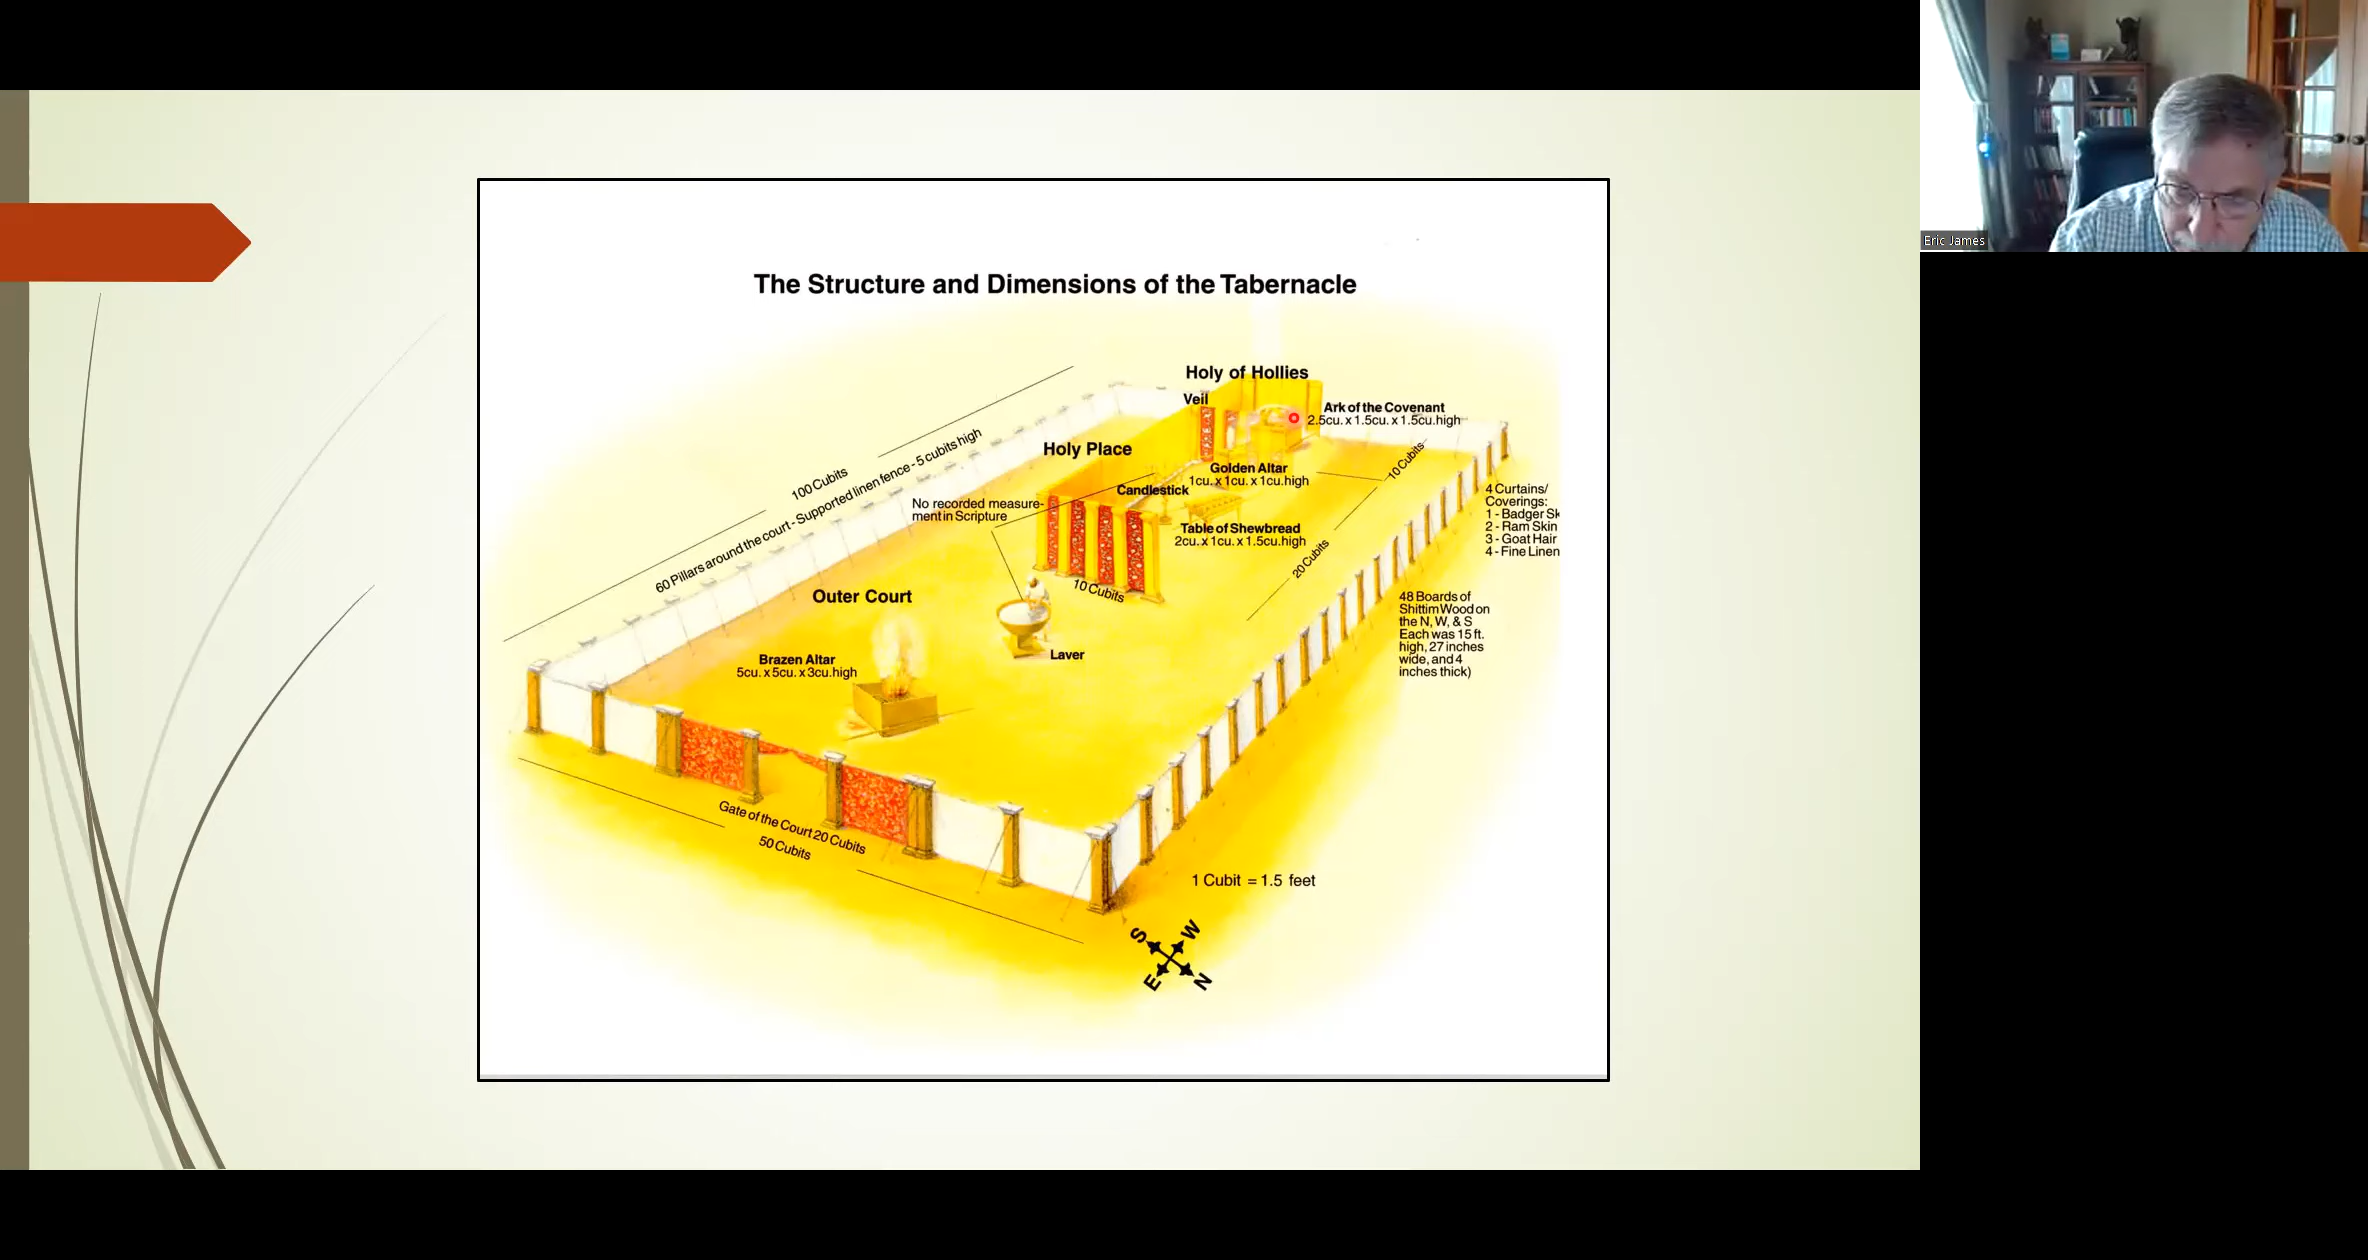 Eric James
The Structure and Dimensions of the Tabernacle
Holy of Hollies
Veil
Ark of the Covenant
2.5cu. x 1.5cu. x 1.5cu.high
Holy Place
100 Cubits
60 Pillars around the court - Supported linen fence - 5 cubits high
Golden Altar
1cu. x 1cu. x 1cu.high
10 Cubits
Candlestick
No recorded measure-
ment in Scripture
4 Curtains/
Coverings:
1 - Badger Sk
2 - Ram Skin
3 - Goat Hair
4 - Fine Linen
Table of Shewbread
2cu. x 1cu. x 1.5cu.high
20 Cubits
10 Cubits
Outer Court
48 Boards of
Shittim Wood on
the N, W, & S
Each was 15 ft.
high, 27 inches
wide, and 4
inches thick)
Laver
Brazen Altar
5cu. x 5cu. x 3cu.high
Gate of the Court 20 Cubits
50 Cubits
1 Cubit = 1.5 feet
S W
E N